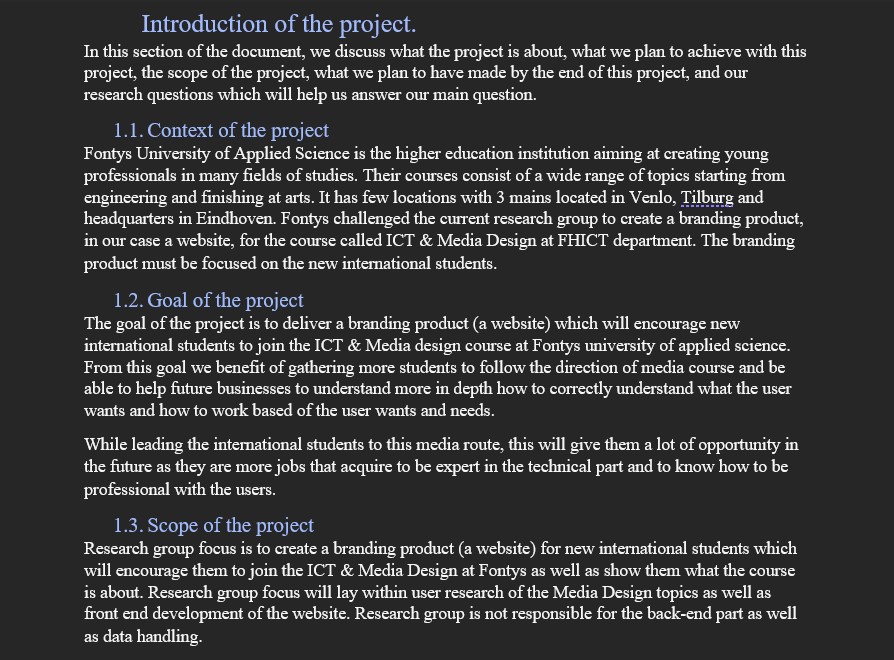 Introduction of the project.
In this section of the document, we discuss what the project is about, what we plan to achieve with this
project, the scope of the project, what we plan to have made by the end of this project, and our
research questions which will help us answer our main question.
1.1. Context of the project
Fontys University of Applied Science is the higher education institution aiming at creating young
professionals in many fields of studies. Their courses consist of a wide range of topics starting from
engineering and finishing at arts. It has few locations with 3 mains located in Venlo, Tilburg and
headquarters in Eindhoven. Fontys challenged the current research group to create a branding product,
in our case a website, for the course called ICT & Media Design at FHICT department. The branding
product must be focused on the new international students.
1.2. Goal of the project
The goal of the project is to deliver a branding product (a website) which will encourage new
international students to join the ICT & Media design course at Fontys university of applied science.
From this goal we benefit of gathering more students to follow the direction of media course and be
able to help future businesses to understand more in depth how to correctly understand what the user
wants and how to work based of the user wants and needs.
While leading the international students to this media route, this will give them a lot of opportunity in
the future as they are more jobs that acquire to be expert in the technical part and to know how to be
professional with the users.
1.3. Scope of the project
Research group focus is to create a branding product (a website) for new international students which
will encourage them to join the ICT & Media Design at Fontys as well as show them what the course
is about. Research group focus will lay within user research of the Media Design topics as well as
front end development of the website. Research group is not responsible for the back-end part as well
as data handling.